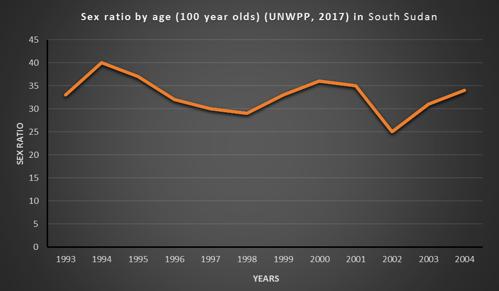 Sex ratio by age (100 year olds) (UNWPP, 2017) in South Sudan
45
40
35
30
25
20
15
10
5
0
SEX RATIO
1993 1994 1995 1996 1997 1998 1999 2000 2001 2002 2003 2004
YEARS